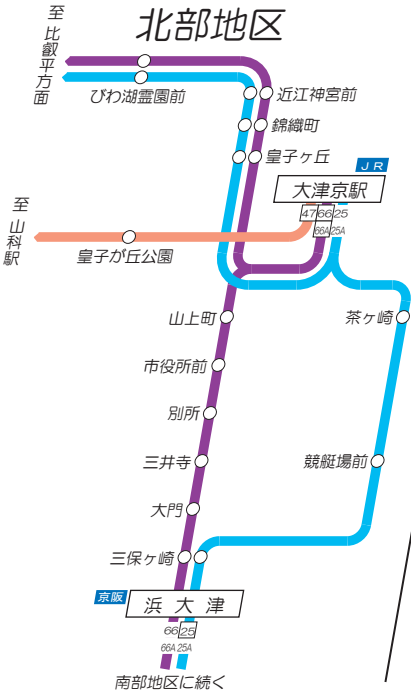 北部地区
至
比叡平方面
びわ湖霊園前
近江神宮前
錦織町
皇子ヶ丘
JR
大津京駅
47 66 25
66A 25A
至
山科駅
皇子が丘公園
山上町
茶ヶ崎
市役所前
別所
三井寺
競艇場前
大門
三保ヶ崎
京阪
浜大津
66 25
66A 25A
南部地区に続く